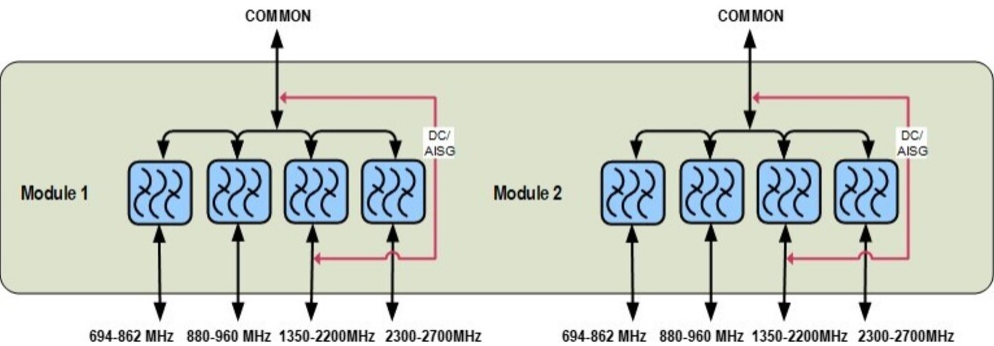 COMMON
COMMON
DC/
AISG
DC/
AISG
Module 1
Module 2
694-862 MHz 880-960 MHz 1350-2200MHz 2300-2700MHz
694-862 MHz 880-960 MHz 1350-2200MHz 2300-2700MHz